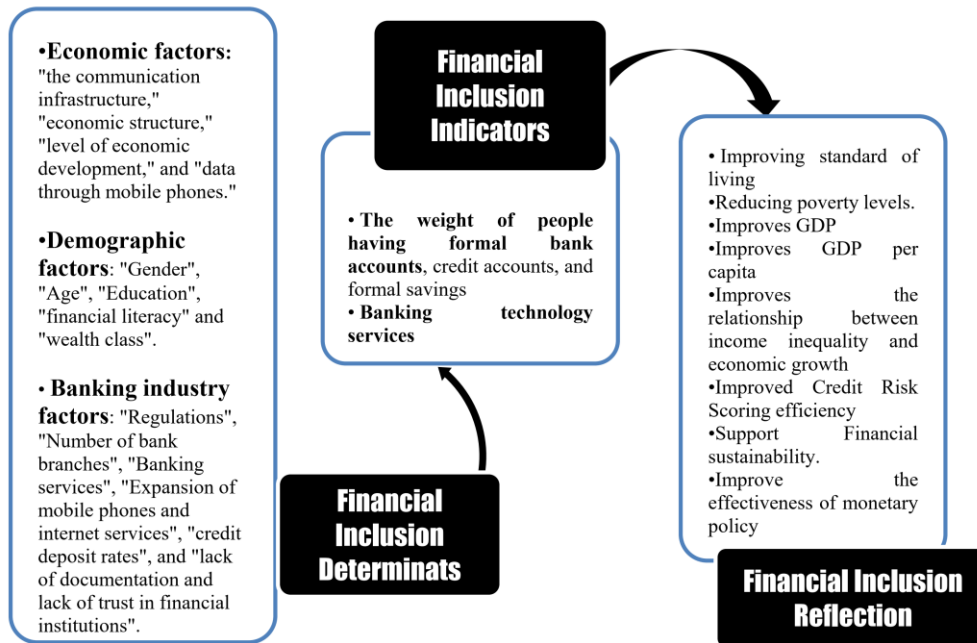 •Economic factors:
"the communication
infrastructure,"
"economic structure,"
"level of economic
development," and "data
through mobile phones."
•Demographic
factors: "Gender",
"Age", "Education",
"financial literacy" and
"wealth class".
• Banking industry
factors: "Regulations",
"Number of bank
branches", "Banking
services", "Expansion of
mobile phones and
internet services", "credit
deposit rates", and "lack
of documentation and
lack of trust in financial
institutions".
Financial
Inclusion
Determinats
Financial
Inclusion
Indicators
• The weight of people
having formal bank
accounts, credit accounts, and
formal savings
• Banking technology
services
• Improving standard of
living
•Reducing poverty levels.
•Improves GDP
•Improves GDP per
capita
•Improves the
relationship between
income inequality and
economic growth
•Improved Credit Risk
Scoring efficiency
•Support Financial
sustainability.
•Improve the
effectiveness of monetary
policy
Financial Inclusion
Reflection